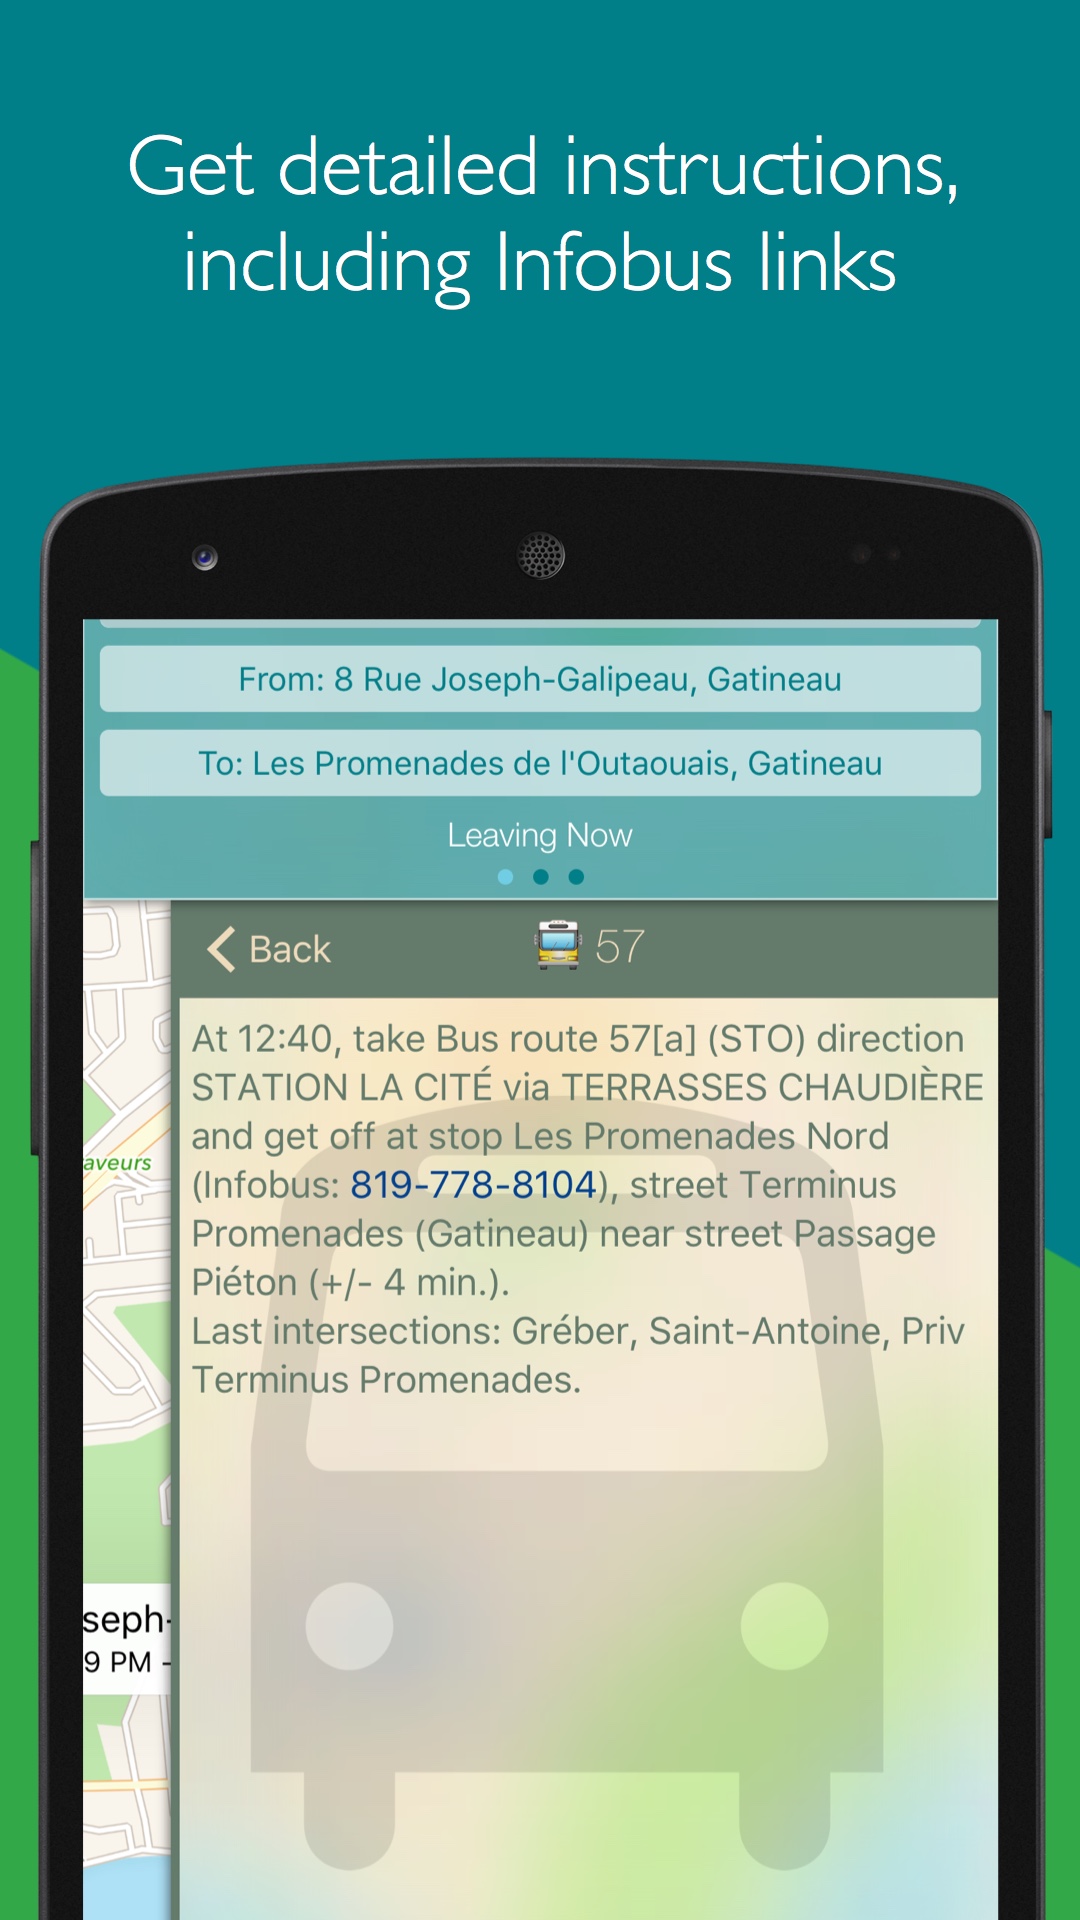 Get detailed instructions,
including Infobus links
From: 8 Rue Joseph-Galipeau, Gatineau
To: Les Promenades de l'Outaouais, Gatineau
Leaving Now
Back
57
At 12:40, take Bus route 57[a] (STO) direction
STATION LA CITÉ via TERRASSES CHAUDIÈRE
and get off at stop Les Promenades Nord
(Infobus: 819-778-8104), street Terminus
Promenades (Gatineau) near street Passage
Piéton (+/- 4 min.).
Last intersections: Gréber, Saint-Antoine, Priv
Terminus Promenades.
aveurs
seph-
9 PM -